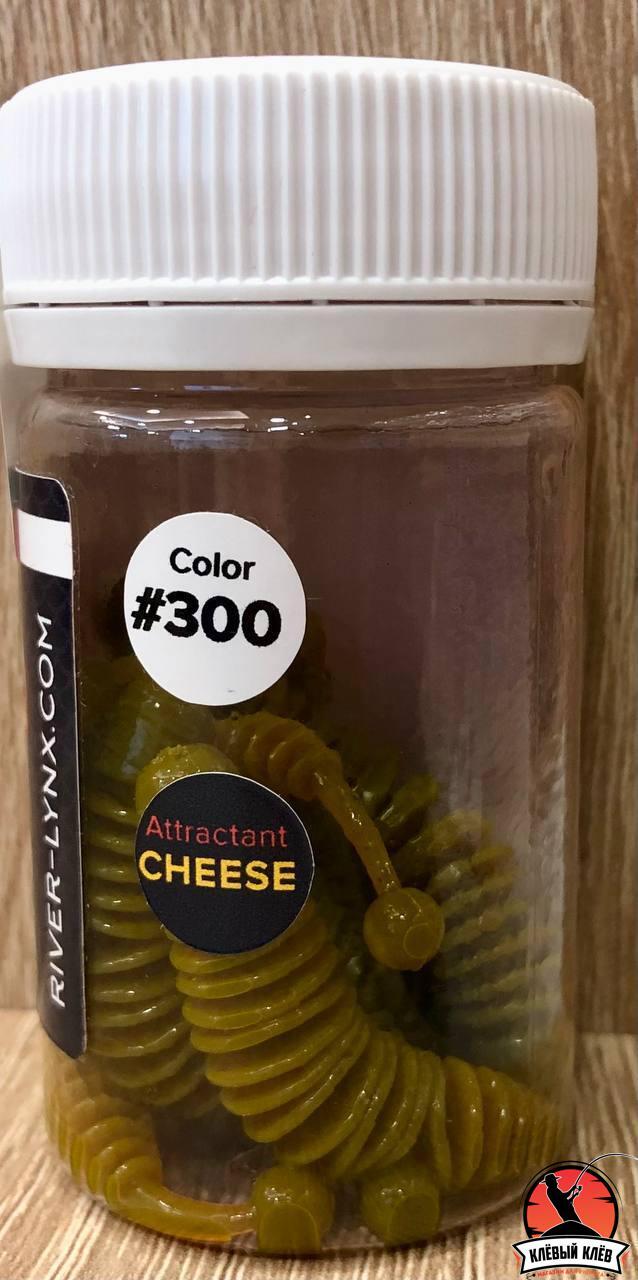 Color
#300
Attractant
CHEESE
RIVER-LYNX.COM
КЛЁВЫЙ КЛЁВ